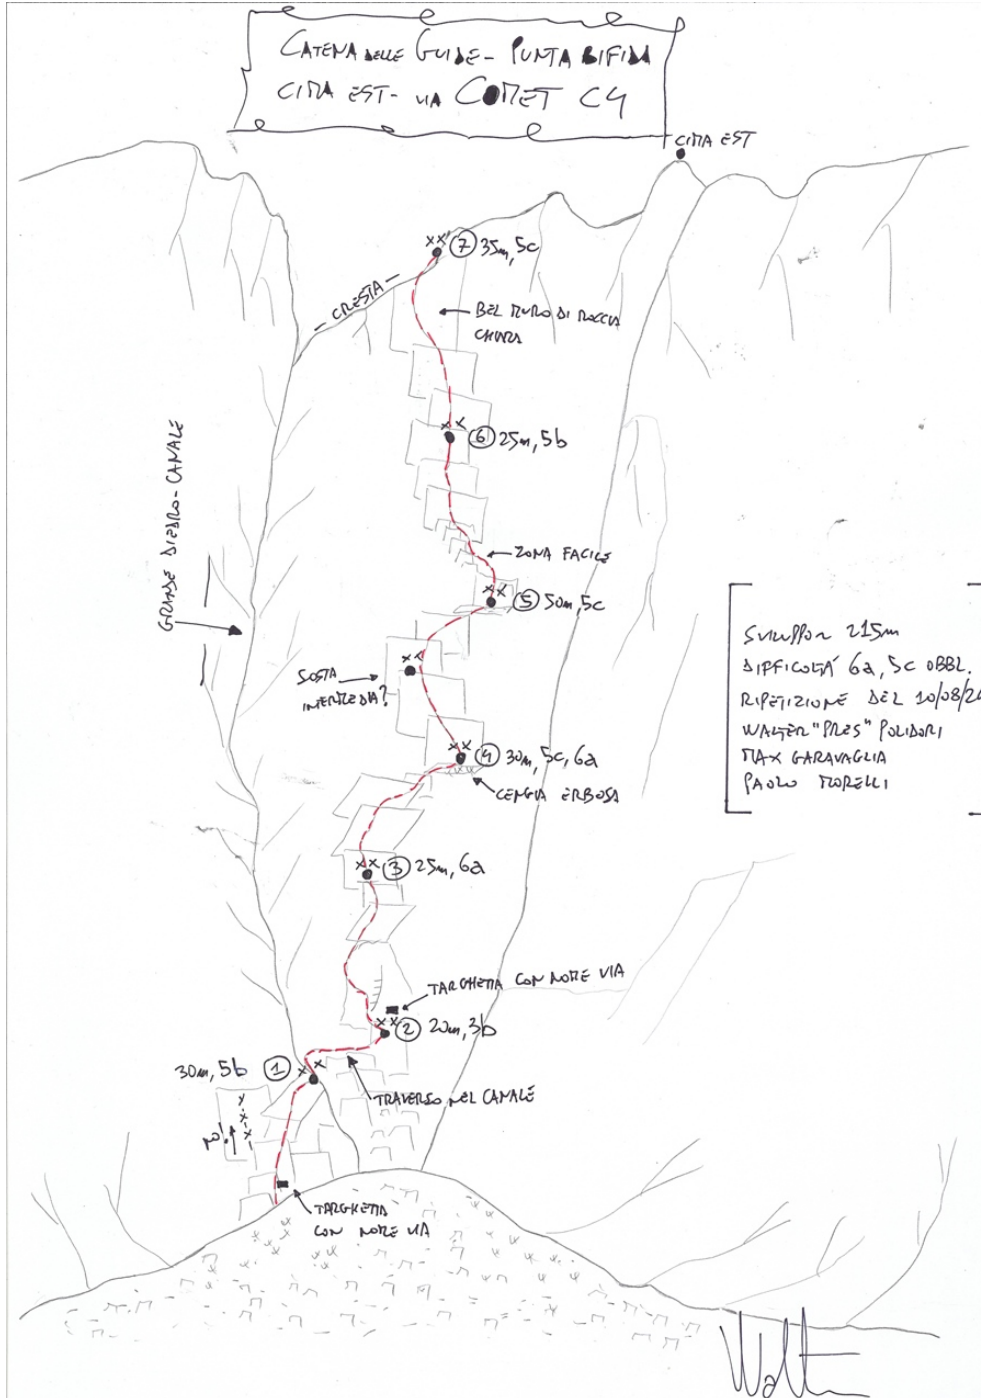 CATENA DELLE GUIDE - PUNTA BIFIDA
CIMA EST - VIA COMET C4
CIMA EST
7 35m, 5c
- CRESTA -
BEL MURO DI ROCCIA
CHIARA
6 25m, 5b
GRANDE DIEDRO - CANALE
ZONA FACILE
5 50m, 5c
SOSTA
INTERMEDIA?
4 30m, 5c, 6a
CENGIA ERBOSA
SVILUPPO 215m
DIFFICOLTÀ 6a, 5c OBBL.
RIPETIZIONE DEL 10/08/20
WALTER "PRES" POLIDORI
MAX GARAVAGLIA
PAOLO MORELLI
3 25m, 6a
TARGHETTA CON NOME VIA
2 20m, 3b
30m, 5b 1
TRAVERSO NEL CANALE
NO!
TARGHETTA
CON NOME VIA
Walter